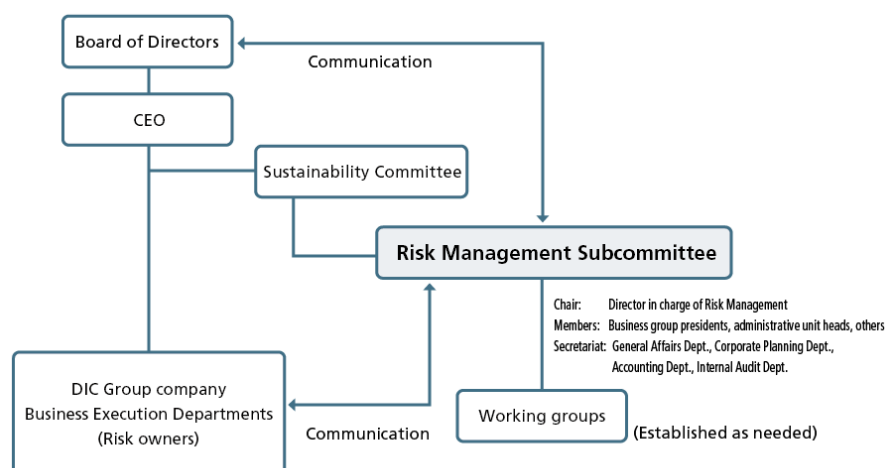 Board of Directors
Communication
CEO
Sustainability Committee
Risk Management Subcommittee
Chair: Director in charge of Risk Management
Members: Business group presidents, administrative unit heads, others
Secretariat: General Affairs Dept., Corporate Planning Dept.,
Accounting Dept., Internal Audit Dept.
DIC Group company
Business Execution Departments
(Risk owners)
Communication
Working groups
(Established as needed)